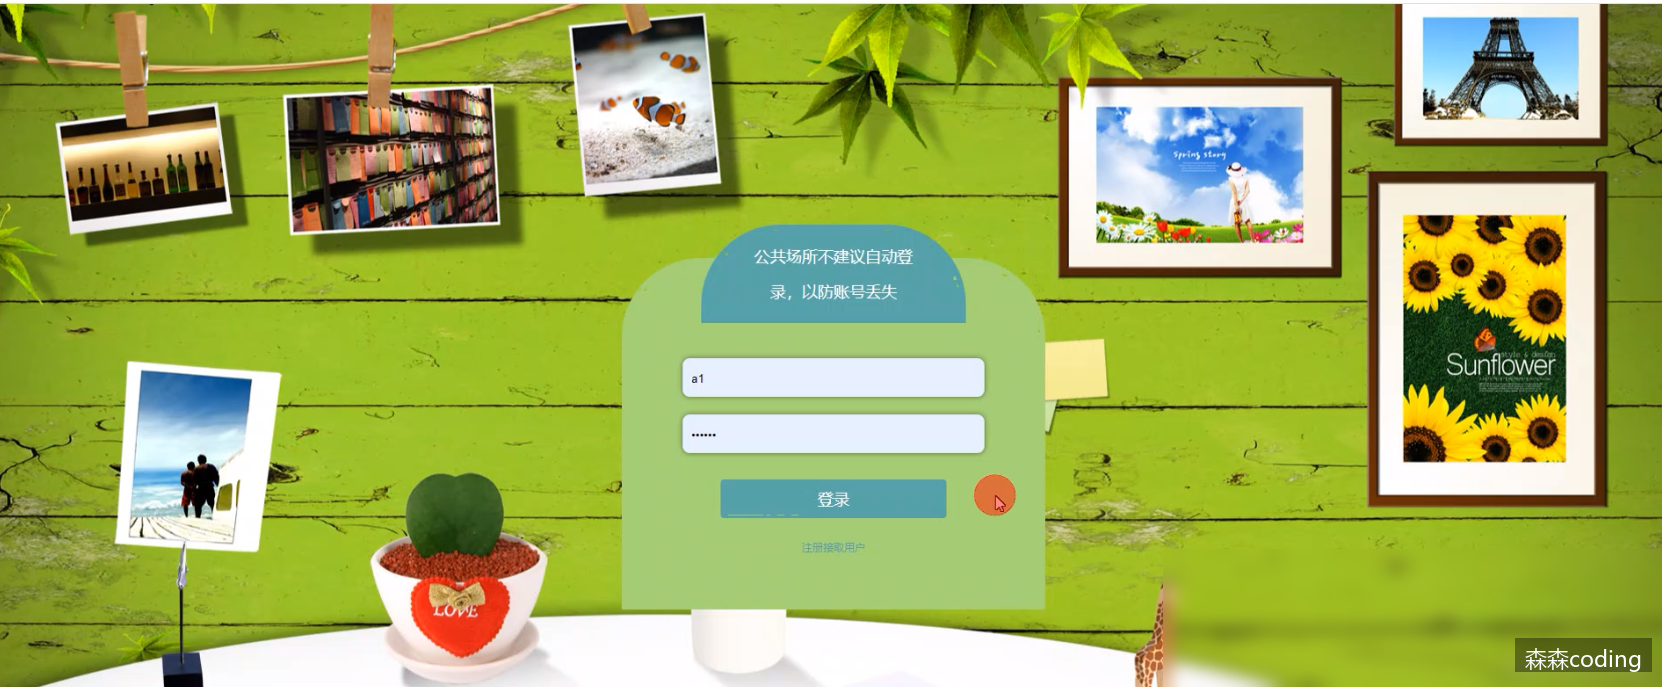 Spring story
公共场所不建议自动登
录，以防账号丢失
a1
••••••
登录
注册接取用户
style & design
Sunflower
LOVE
森森coding